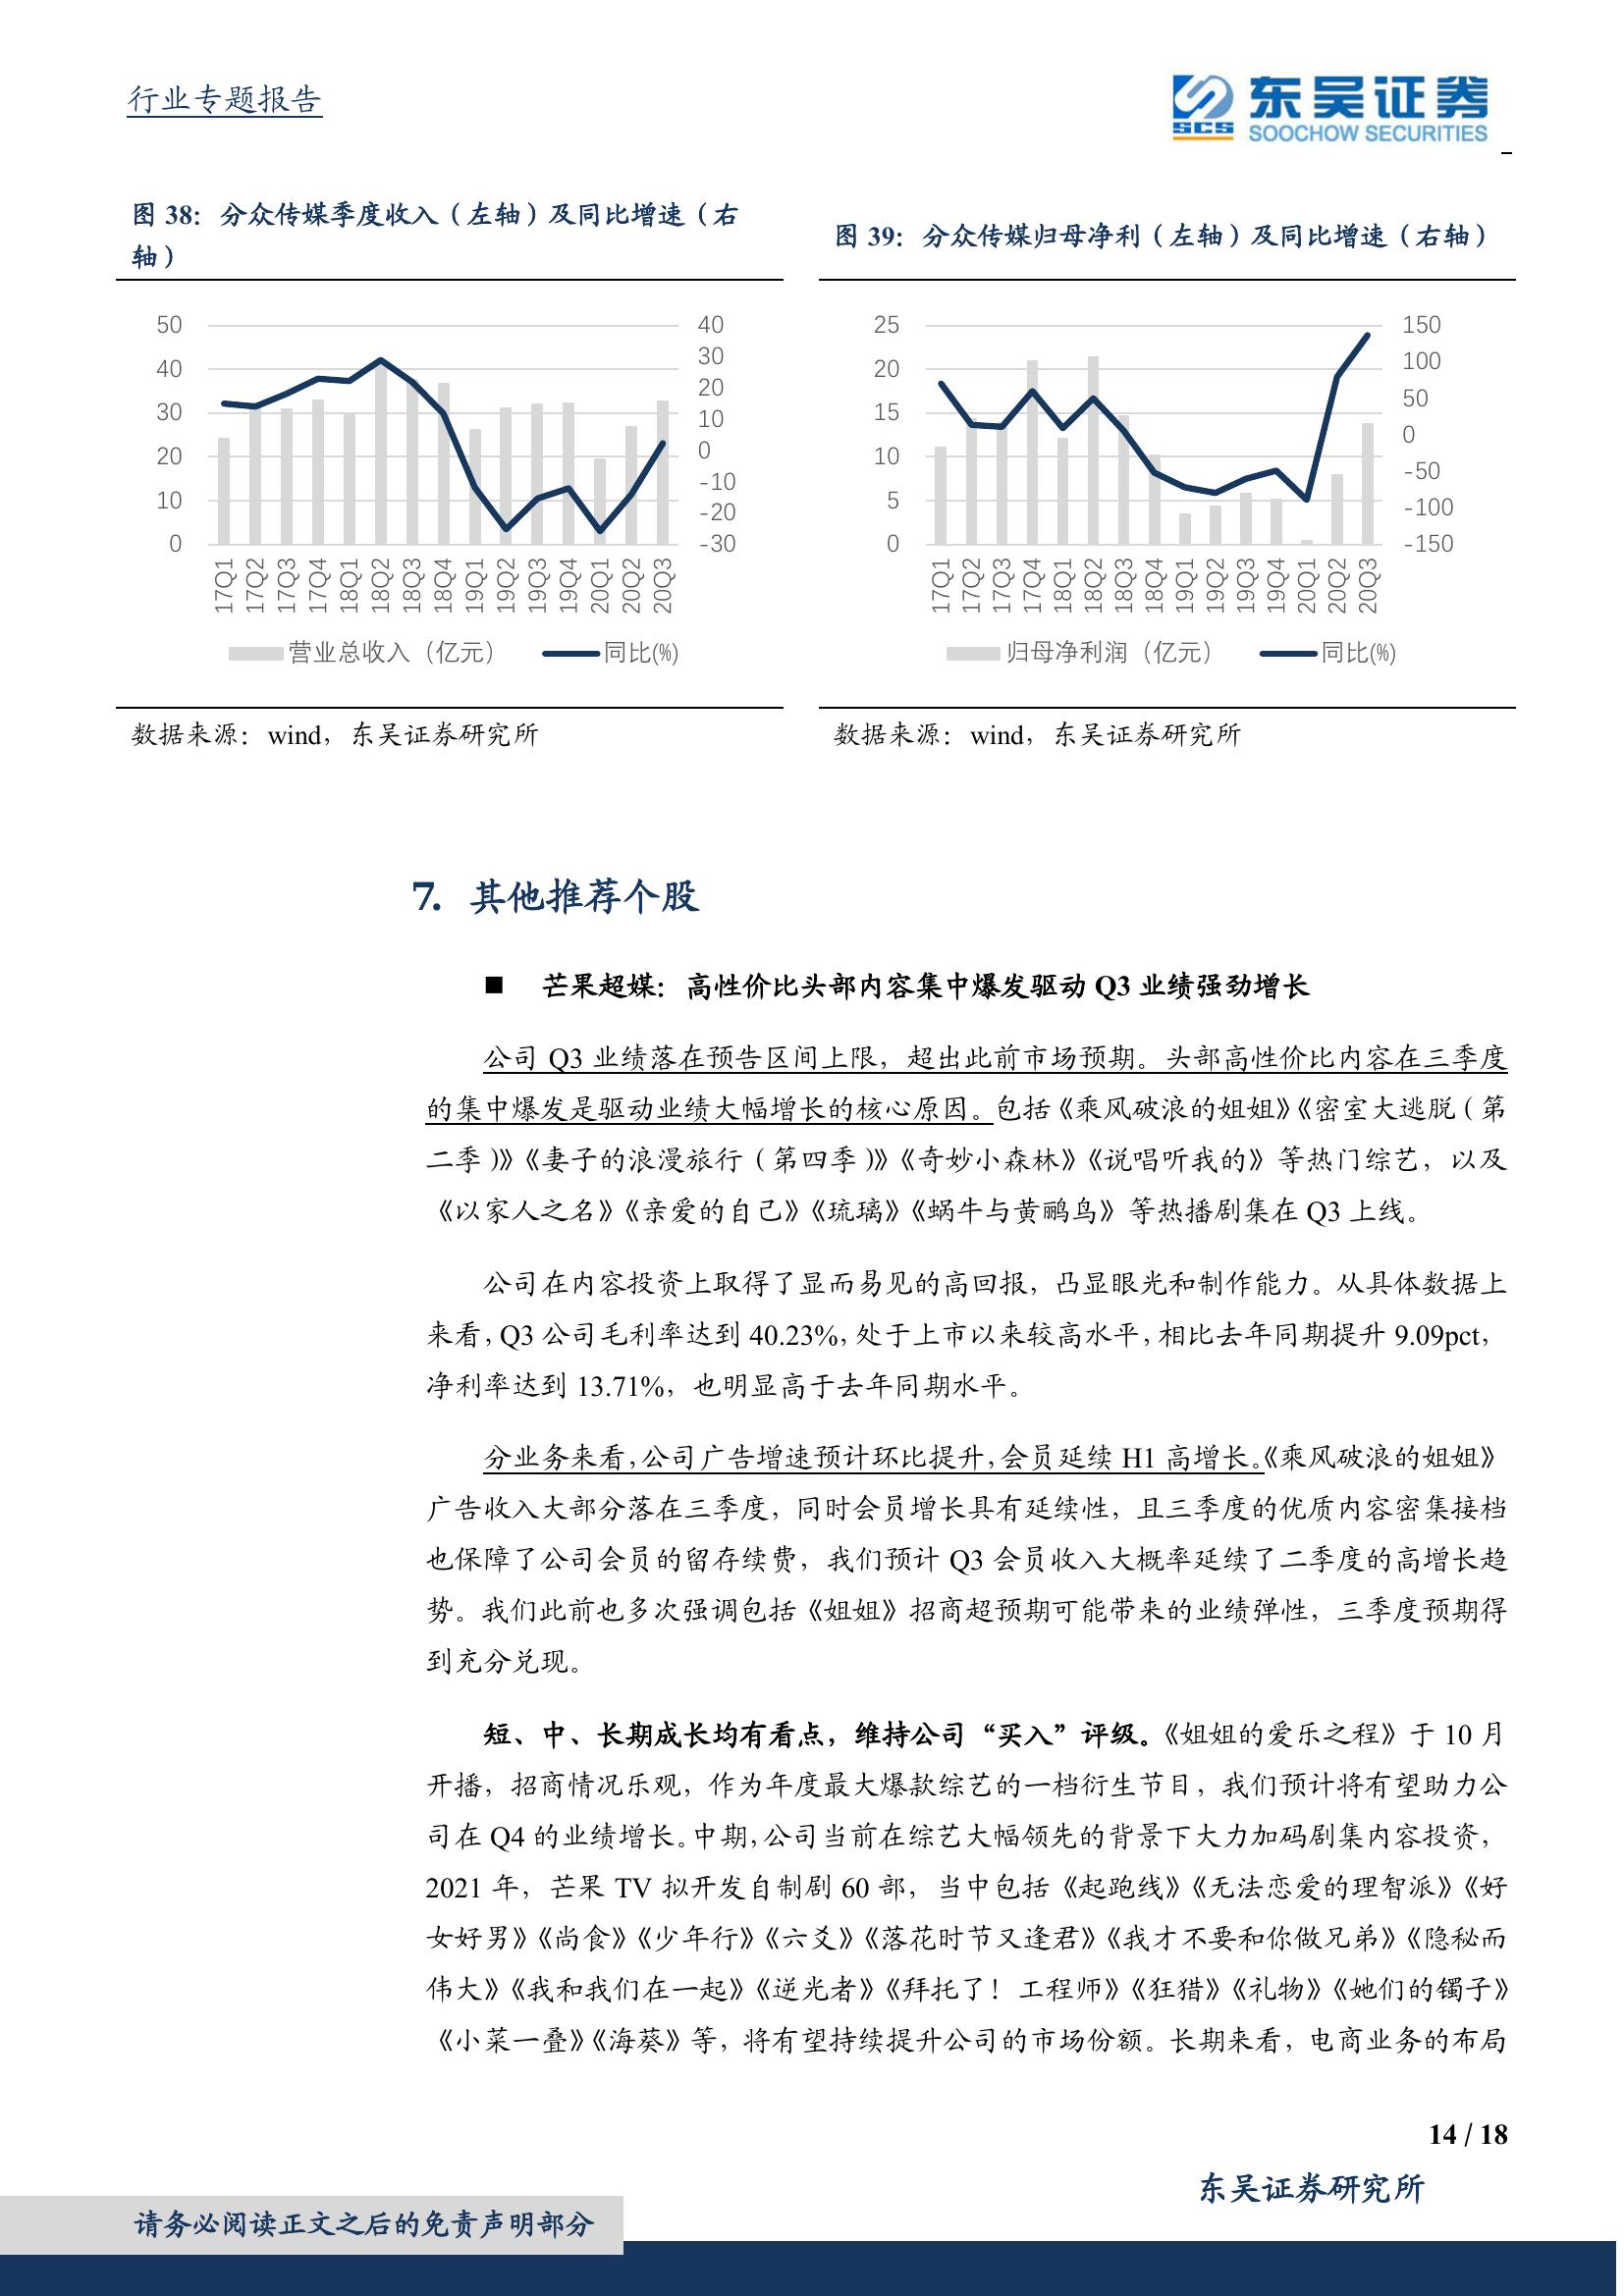 行业专题报告
SCS 东吴证券
SOOCHOW SECURITIES
图 38：分众传媒季度收入（左轴）及同比增速（右
轴）
50
40
30
20
10
0
40
30
20
10
0
-10
-20
-30
17Q1
17Q2
17Q3
17Q4
18Q1
18Q2
18Q3
18Q4
19Q1
19Q2
19Q3
19Q4
20Q1
20Q2
20Q3
营业总收入（亿元） 同比(%)
数据来源：wind，东吴证券研究所
图 39：分众传媒归母净利（左轴）及同比增速（右轴）
25
20
15
10
5
0
150
100
50
0
-50
-100
-150
17Q1
17Q2
17Q3
17Q4
18Q1
18Q2
18Q3
18Q4
19Q1
19Q2
19Q3
19Q4
20Q1
20Q2
20Q3
归母净利润（亿元） 同比(%)
数据来源：wind，东吴证券研究所
7. 其他推荐个股
■ 芒果超媒：高性价比头部内容集中爆发驱动 Q3 业绩强劲增长
公司 Q3 业绩落在预告区间上限，超出此前市场预期。头部高性价比内容在三季度
的集中爆发是驱动业绩大幅增长的核心原因。包括《乘风破浪的姐姐》《密室大逃脱（第
二季）》《妻子的浪漫旅行（第四季）》《奇妙小森林》《说唱听我的》等热门综艺，以及
《以家人之名》《亲爱的自己》《琉璃》《蜗牛与黄鹂鸟》等热播剧集在 Q3 上线。
公司在内容投资上取得了显而易见的高回报，凸显眼光和制作能力。从具体数据上
来看，Q3 公司毛利率达到 40.23%，处于上市以来较高水平，相比去年同期提升 9.09pct，
净利率达到 13.71%，也明显高于去年同期水平。
分业务来看，公司广告增速预计环比提升，会员延续 H1 高增长。《乘风破浪的姐姐》
广告收入大部分落在三季度，同时会员增长具有延续性，且三季度的优质内容密集接档
也保障了公司会员的留存续费，我们预计 Q3 会员收入大概率延续了二季度的高增长趋
势。我们此前也多次强调包括《姐姐》招商超预期可能带来的业绩弹性，三季度预期得
到充分兑现。
短、中、长期成长均有看点，维持公司“买入”评级。《姐姐的爱乐之程》于 10 月
开播，招商情况乐观，作为年度最大爆款综艺的一档衍生节目，我们预计将有望助力公
司在 Q4 的业绩增长。中期，公司当前在综艺大幅领先的背景下大力加码剧集内容投资，
2021 年，芒果 TV 拟开发自制剧 60 部，当中包括《起跑线》《无法恋爱的理智派》《好
女好男》《尚食》《少年行》《六爻》《落花时节又逢君》《我才不要和你做兄弟》《隐秘而
伟大》《我和我们在一起》《逆光者》《拜托了！工程师》《狂猎》《礼物》《她们的镯子》
《小菜一叠》《海葵》等，将有望持续提升公司的市场份额。长期来看，电商业务的布局
14 / 18
东吴证券研究所
请务必阅读正文之后的免责声明部分